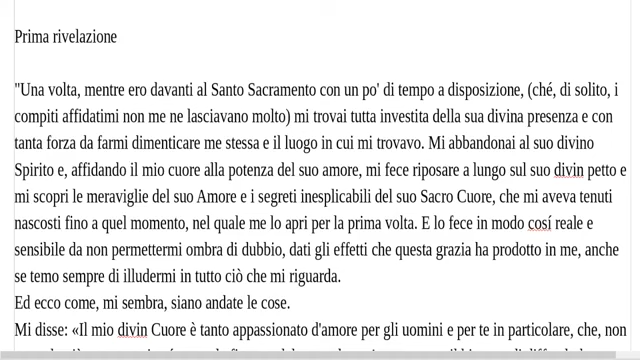 Prima rivelazione
"Una volta, mentre ero davanti al Santo Sacramento con un po' di tempo a disposizione, (ché, di solito, i
compiti affidatimi non me ne lasciavano molto) mi trovai tutta investita della sua divina presenza e con
tanta forza da farmi dimenticare me stessa e il luogo in cui mi trovavo. Mi abbandonai al suo divino
Spirito e, affidando il mio cuore alla potenza del suo amore, mi fece riposare a lungo sul suo divin petto e
mi scoprì le meraviglie del suo Amore e i segreti inesplicabili del suo Sacro Cuore, che mi aveva tenuti
nascosti fino a quel momento, nel quale me lo aprì per la prima volta. E lo fece in modo cosí reale e
sensibile da non permettermi ombra di dubbio, dati gli effetti che questa grazia ha prodotto in me, anche
se temo sempre di illudermi in tutto ciò che mi riguarda.
Ed ecco come, mi sembra, siano andate le cose.
Mi disse: «Il mio divin Cuore è tanto appassionato d'amore per gli uomini e per te in particolare, che, non